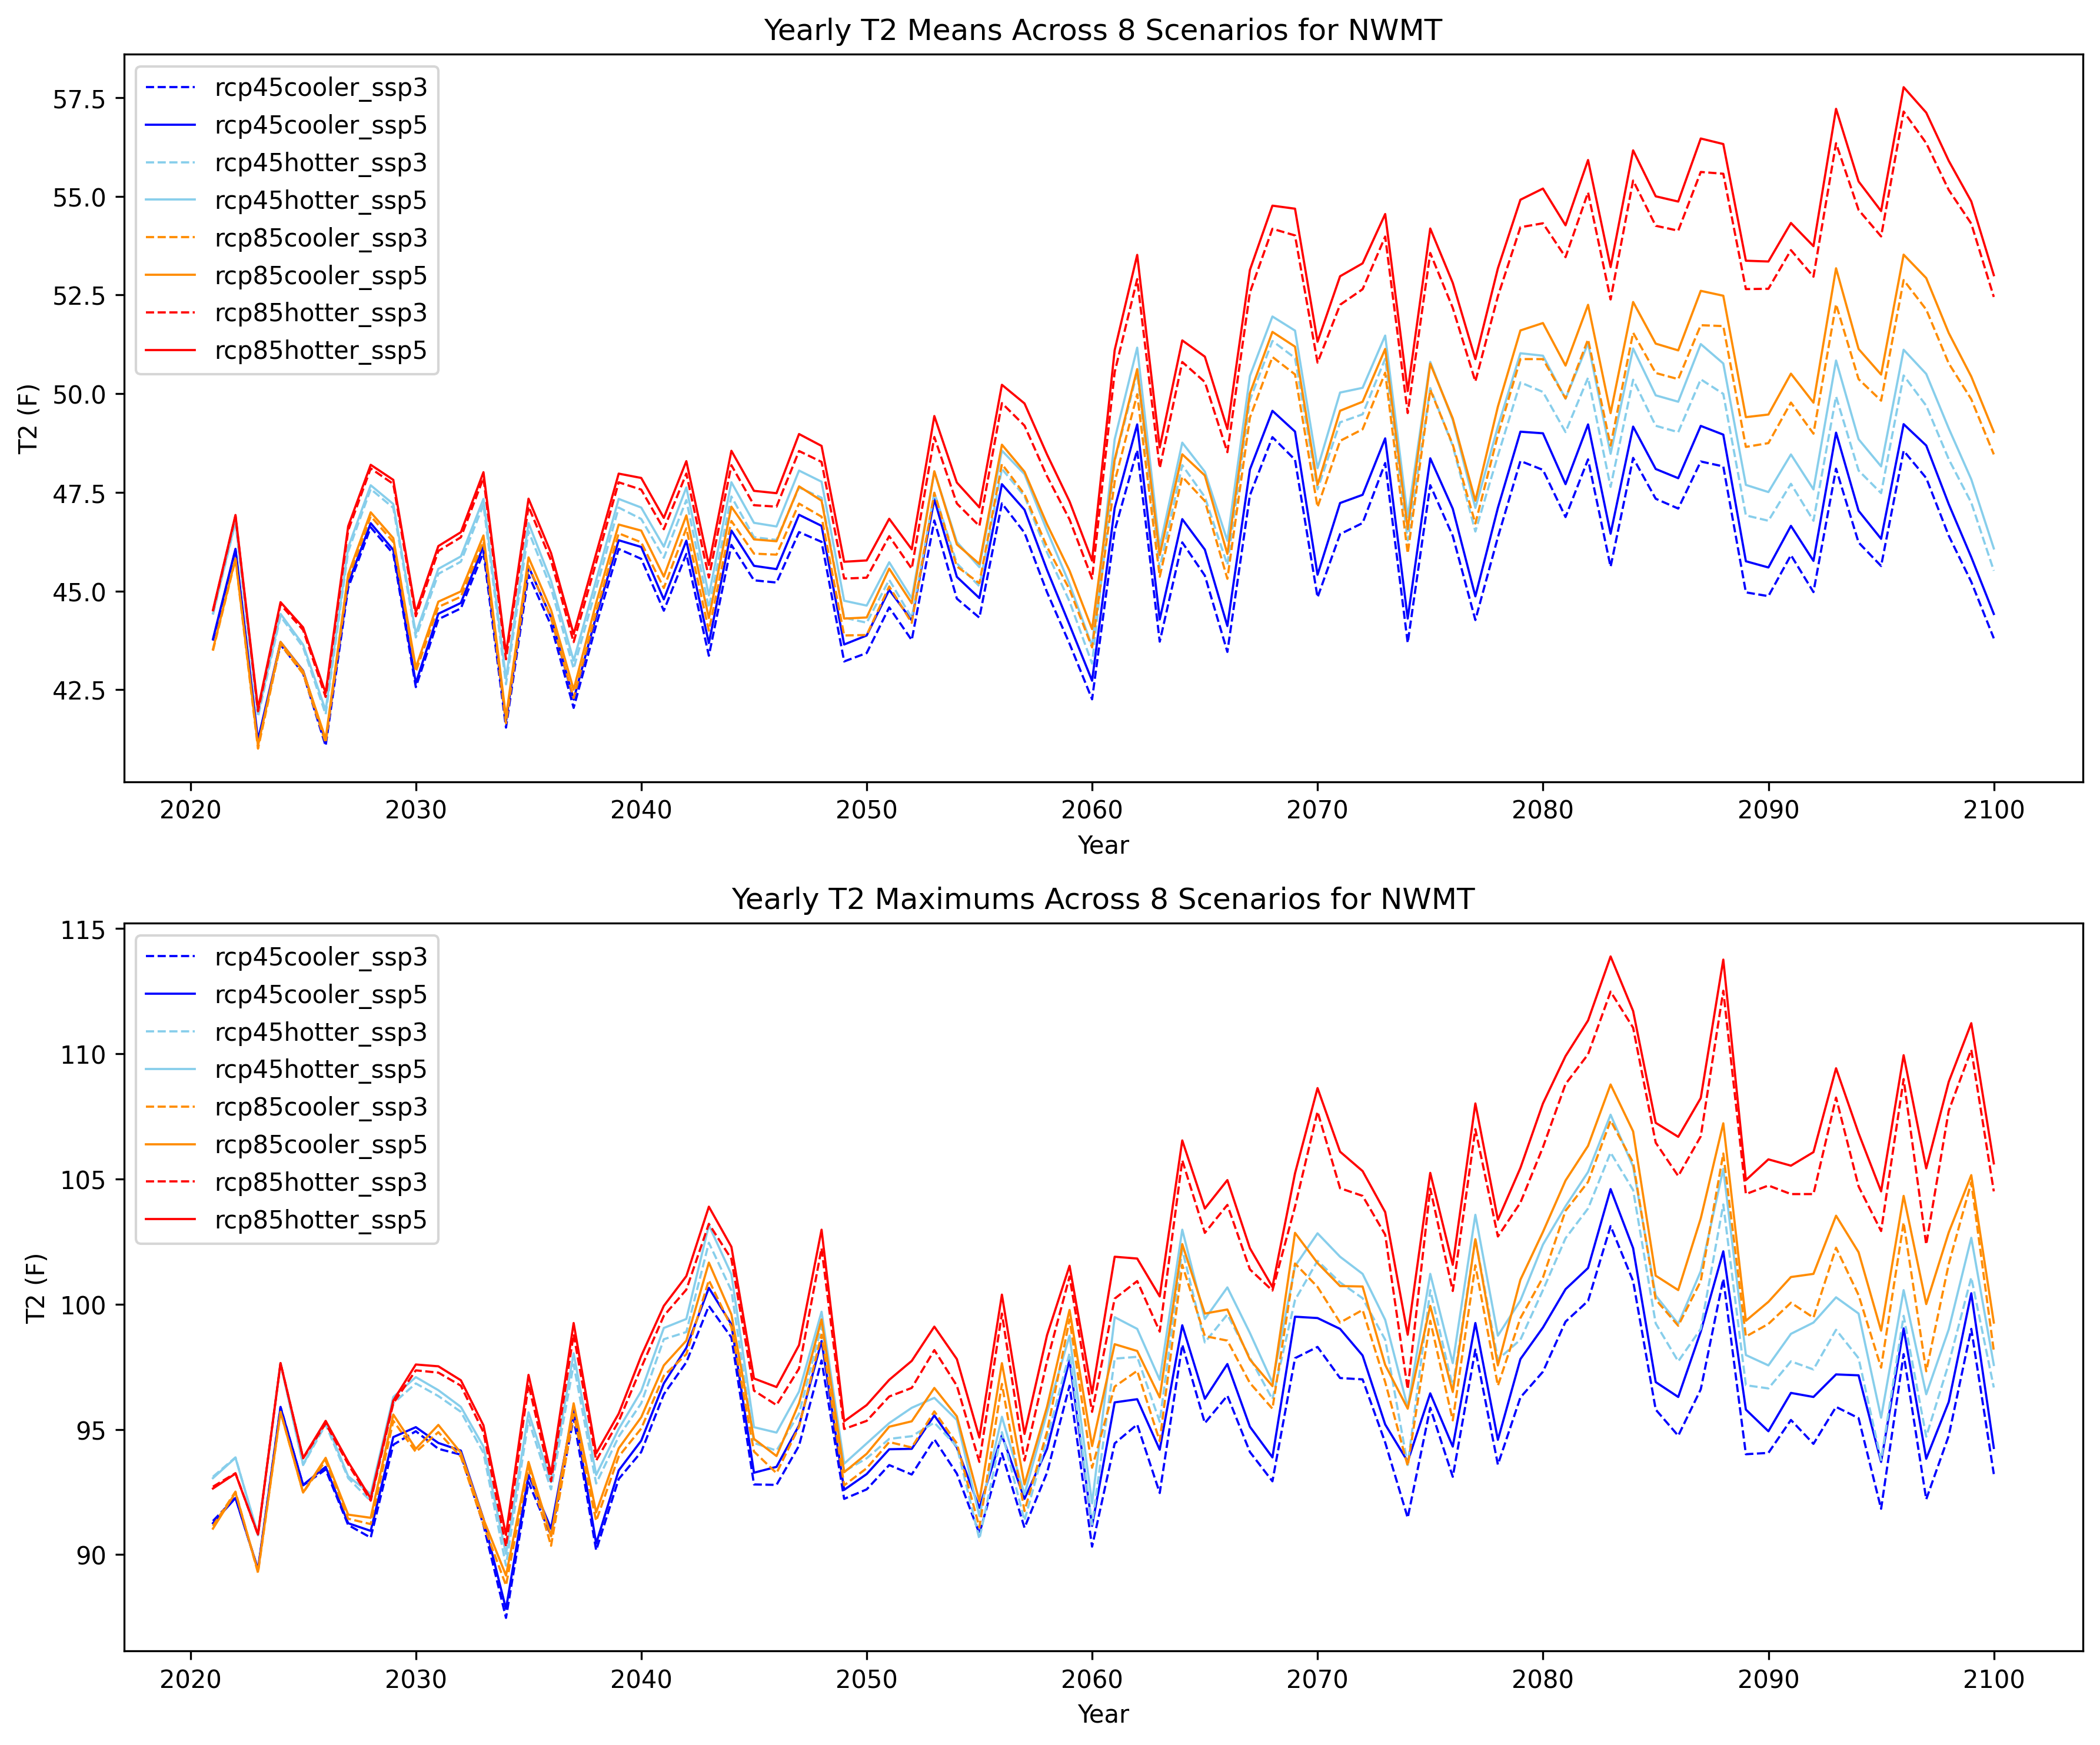 Yearly T2 Means Across 8 Scenarios for NWMT
rcp45cooler_ssp3
rcp45cooler_ssp5
rcp45hotter_ssp3
rcp45hotter_ssp5
rcp85cooler_ssp3
rcp85cooler_ssp5
rcp85hotter_ssp3
rcp85hotter_ssp5
57.5
55.0
52.5
50.0
47.5
45.0
42.5
T2 (F)
2020 2030 2040 2050 2060 2070 2080 2090 2100
Year
Yearly T2 Maximums Across 8 Scenarios for NWMT
rcp45cooler_ssp3
rcp45cooler_ssp5
rcp45hotter_ssp3
rcp45hotter_ssp5
rcp85cooler_ssp3
rcp85cooler_ssp5
rcp85hotter_ssp3
rcp85hotter_ssp5
115
110
105
100
95
90
T2 (F)
2020 2030 2040 2050 2060 2070 2080 2090 2100
Year